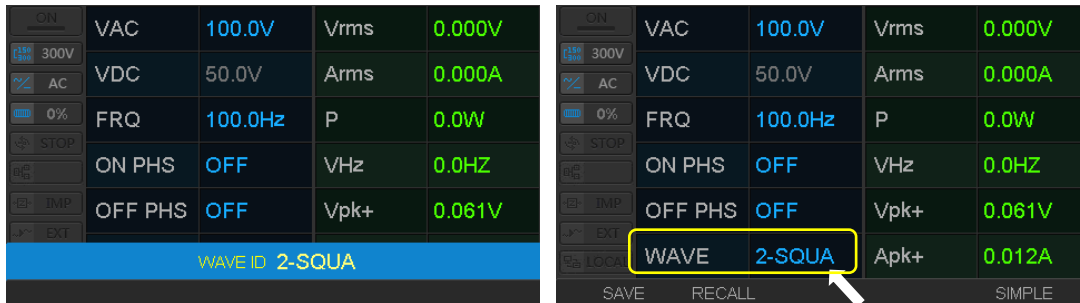 ON
VAC 100.0V Vrms 0.000V
300V
VDC 50.0V Arms 0.000A
AC
0%
FRQ 100.0Hz P 0.0W
STOP
ON PHS OFF VHz 0.0HZ
IMP
OFF PHS OFF Vpk+ 0.061V
EXT
WAVE ID 2-SQUA
ON
VAC 100.0V Vrms 0.000V
300V
VDC 50.0V Arms 0.000A
AC
0%
FRQ 100.0Hz P 0.0W
STOP
ON PHS OFF VHz 0.0HZ
IMP
OFF PHS OFF Vpk+ 0.061V
EXT
LOCAL
WAVE 2-SQUA Apk+ 0.012A
SAVE RECALL SIMPLE